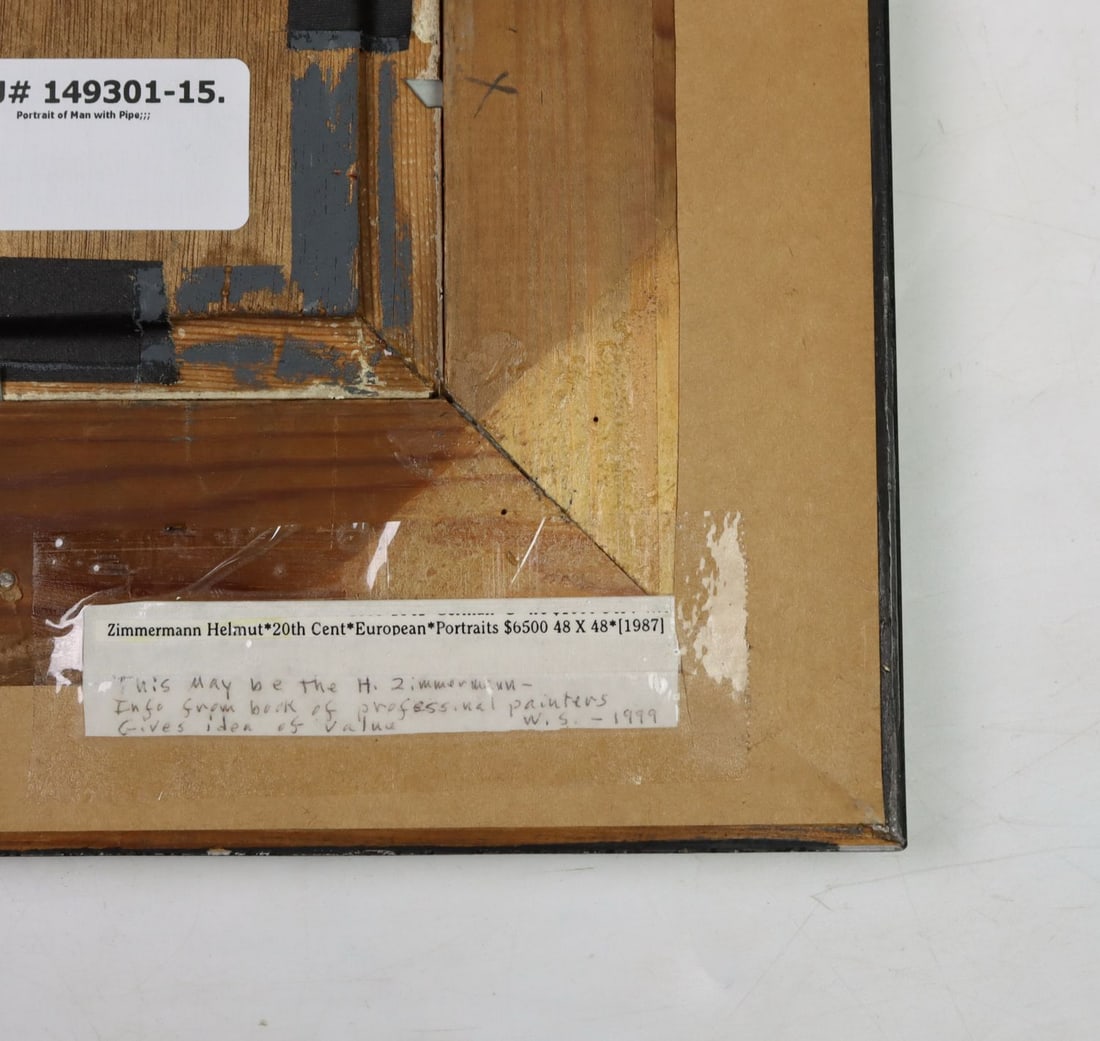 # 149301-15.
Portrait of Man with Pipe;;;
Zimmermann Helmut*20th Cent*European*Portraits $6500 48 X 48*[1987]
This may be the H. Zimmermann-
Info from book of professinal painters
Gives idea of value W.S. - 1999